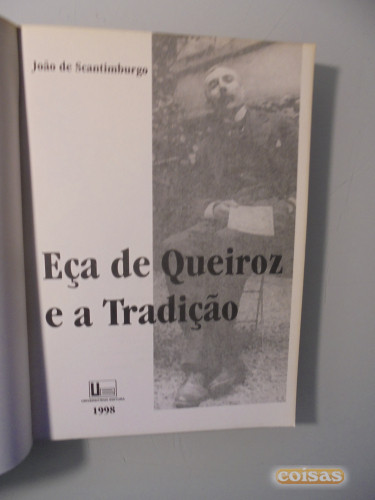 João de Scantimburgo
Eça de Queiroz
e a Tradição
U
1998
coisas